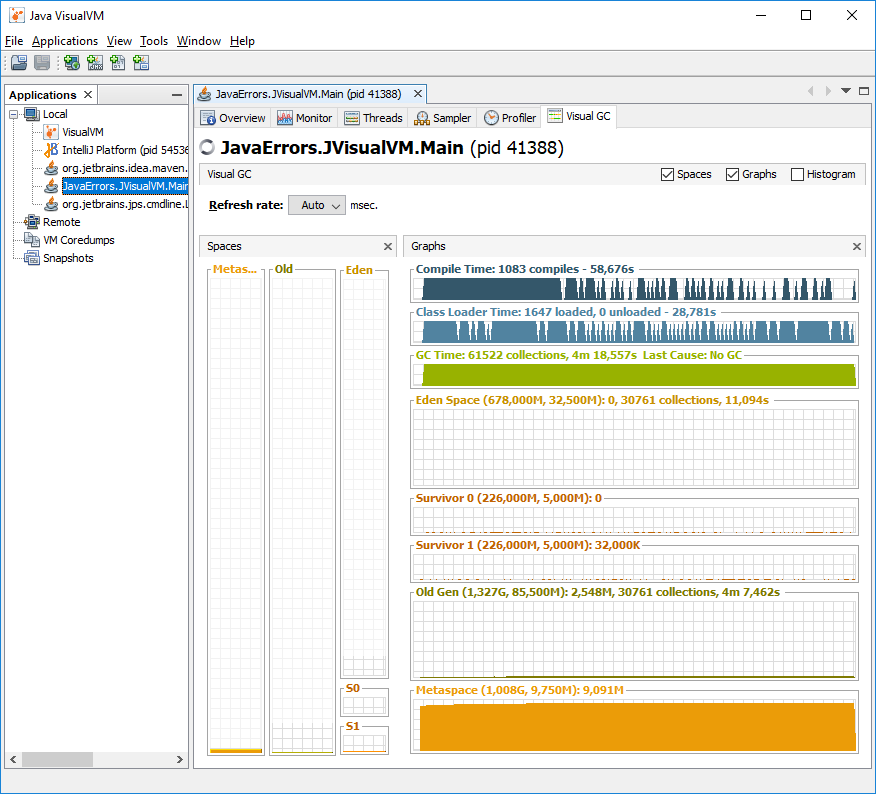 Java VisualVM
File Applications View Tools Window Help
Applications
Local
VisualVM
IntelliJ Platform (pid 54536
org.jetbrains.idea.maven.
JavaErrors.JVisualVM.Main
org.jetbrains.jps.cmdline.L
Remote
VM Coredumps
Snapshots
JavaErrors.JVisualVM.Main (pid 41388)
Overview Monitor Threads Sampler Profiler Visual GC
JavaErrors.JVisualVM.Main (pid 41388)
Visual GC Spaces Graphs Histogram
Refresh rate: Auto msec.
Spaces
Metas... Old Eden
S0
S1
Graphs
Compile Time: 1083 compiles - 58,676s
Class Loader Time: 1647 loaded, 0 unloaded - 28,781s
GC Time: 61522 collections, 4m 18,557s Last Cause: No GC
Eden Space (678,000M, 32,500M): 0, 30761 collections, 11,094s
Survivor 0 (226,000M, 5,000M): 0
Survivor 1 (226,000M, 5,000M): 32,000K
Old Gen (1,327G, 85,500M): 2,548M, 30761 collections, 4m 7,462s
Metaspace (1,008G, 9,750M): 9,091M